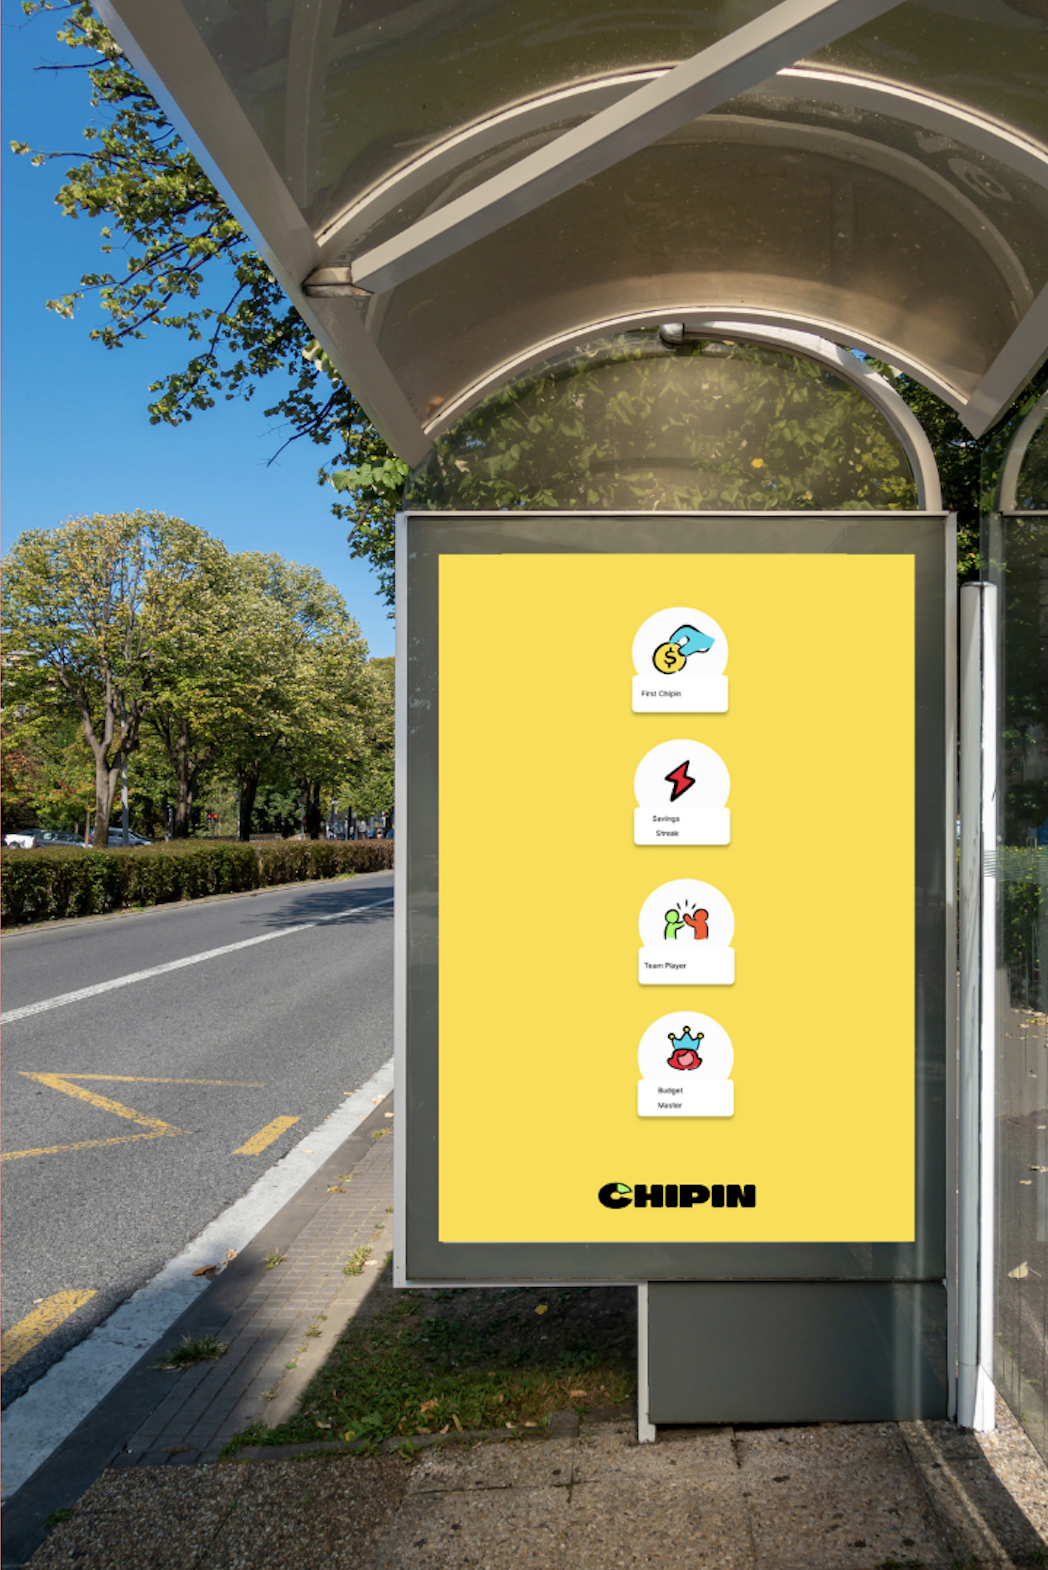 $
First Chipin
Savings
Streak
Team Player
Budget
Master
CHIPIN